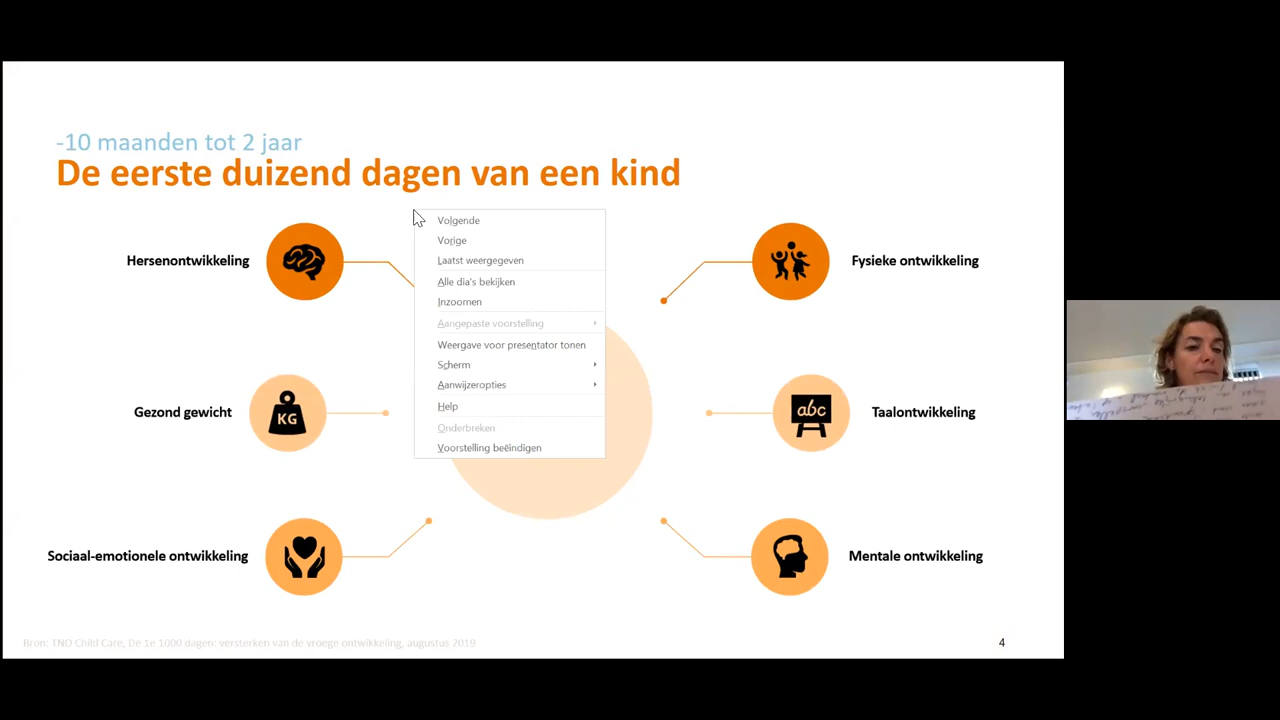 -10 maanden tot 2 jaar
De eerste duizend dagen van een kind
Hersenontwikkeling
Fysieke ontwikkeling
Volgende
Vorige
Laatst weergegeven
Alle dia's bekijken
Inzoomen
Aangepaste voorstelling
Weergave voor presentator tonen
Scherm
Aanwijzeropties
Help
Onderbreken
Voorstelling beëindigen
Gezond gewicht
KG
abc
Taalontwikkeling
Sociaal-emotionele ontwikkeling
Mentale ontwikkeling
Bron: TNO Child Care, De 1e 1000 dagen: versterken van de vroege ontwikkeling, augustus 2019
4